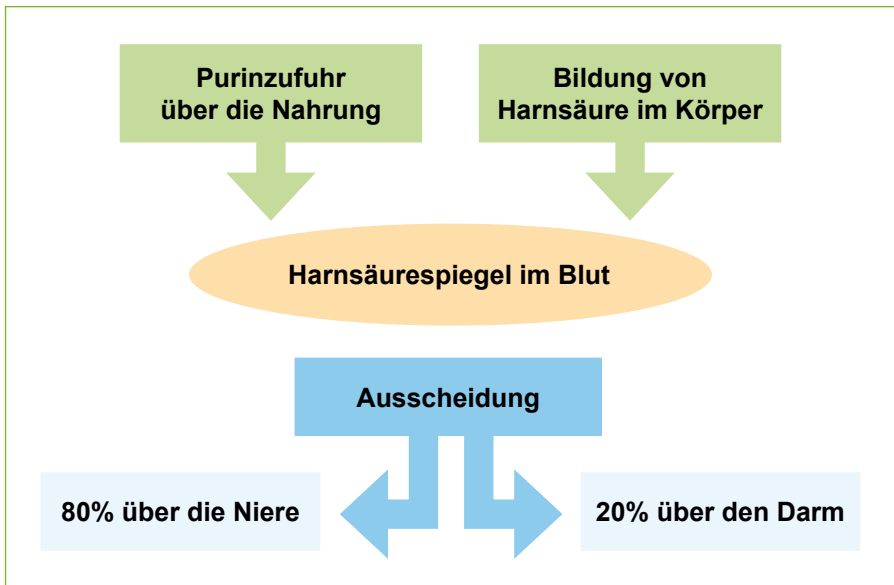 Purinzufuhr
über die Nahrung
Bildung von
Harnsäure im Körper
Harnsäurespiegel im Blut
Ausscheidung
80% über die Niere
20% über den Darm